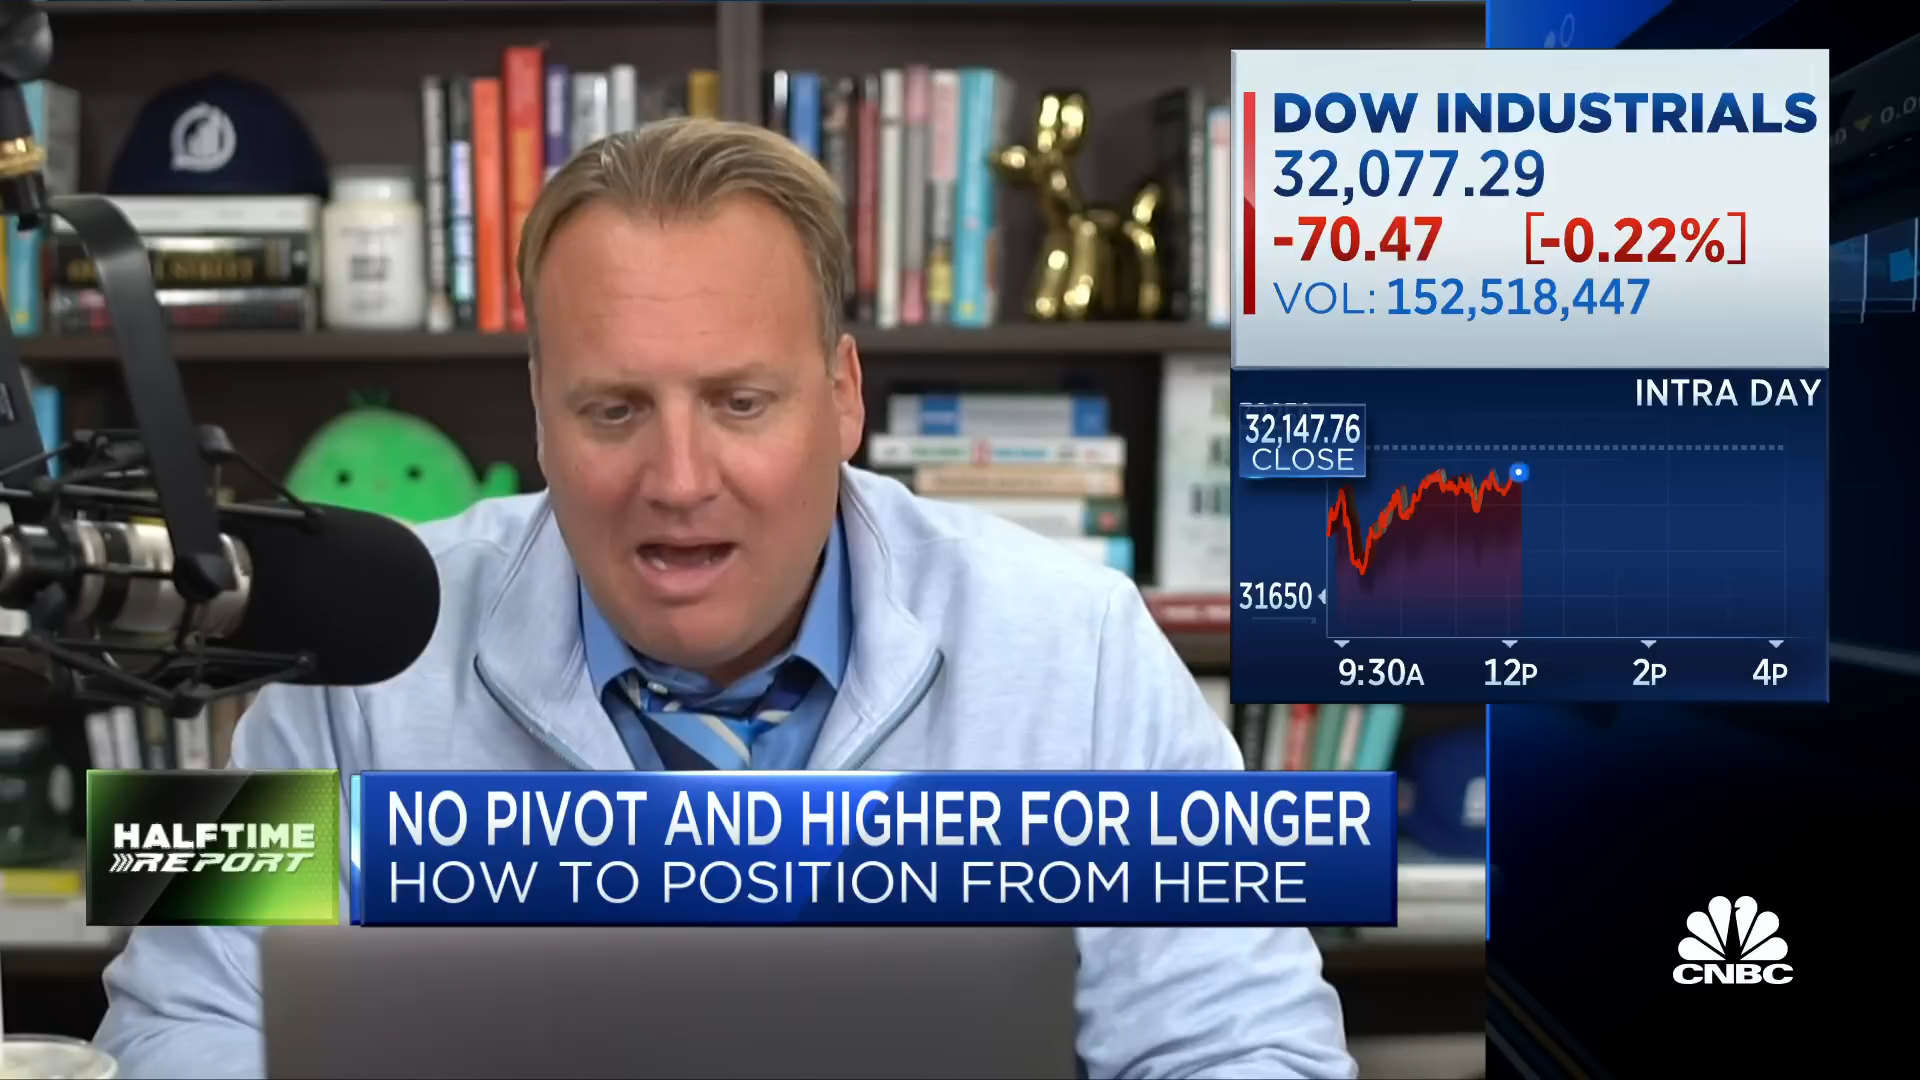 DOW INDUSTRIALS
32,077.29
-70.47 [-0.22%]
VOL: 152,518,447
INTRA DAY
32,147.76
CLOSE
31650
9:30A 12P 2P 4P
HALFTIME
REPORT
NO PIVOT AND HIGHER FOR LONGER
HOW TO POSITION FROM HERE
CNBC